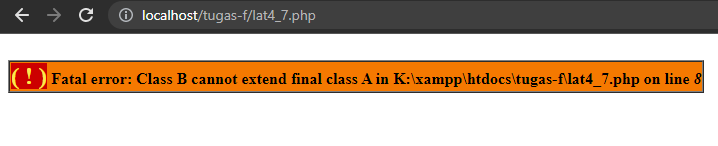 localhost/tugas-f/lat4_7.php
( ! ) Fatal error: Class B cannot extend final class A in K:\xampp\htdocs\tugas-f\lat4_7.php on line 8